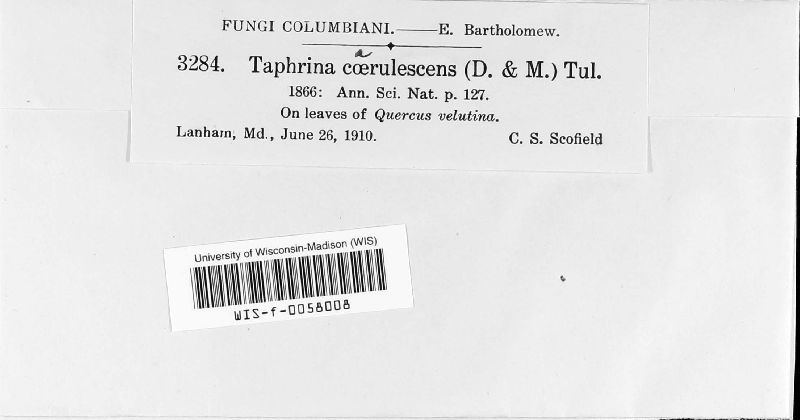 FUNGI COLUMBIANI.——E. Bartholomew.
a
3284. Taphrina cœrulescens (D. & M.) Tul.
1866: Ann. Sci. Nat. p. 127.
On leaves of Quercus velutina.
Lanham, Md., June 26, 1910. C. S. Scofield
University of Wisconsin-Madison (WIS)
WIS-f-0058008